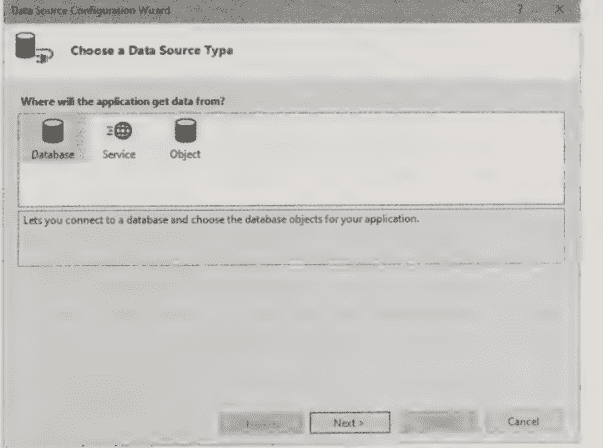 Data Source Configuration Wizard
?
×
Choose a Data Source Type
Where will the application get data from?
Database
Service
Object
Lets you connect to a database and choose the database objects for your application.
Next >
Cancel